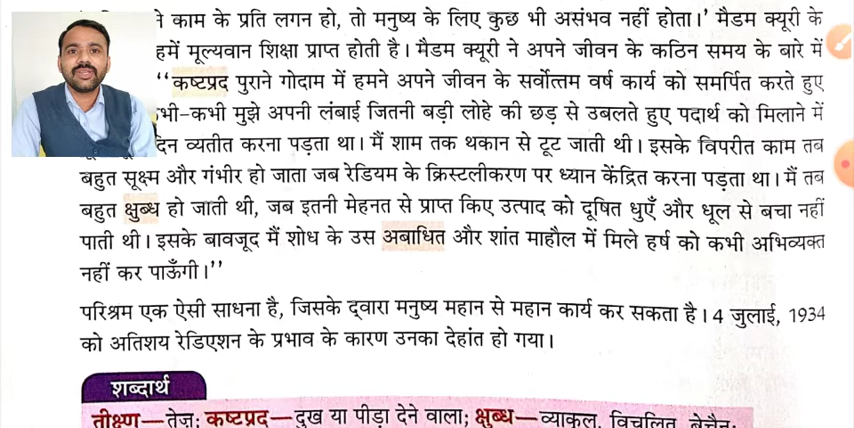 काम के प्रति लगन हो, तो मनुष्य के लिए कुछ भी असंभव नहीं होता।’ मैडम क्यूरी के
हमें मूल्यवान शिक्षा प्राप्त होती है। मैडम क्यूरी ने अपने जीवन के कठिन समय के बारे में
‘‘कष्टप्रद पुराने गोदाम में हमने अपने जीवन के सर्वोत्तम वर्ष कार्य को समर्पित करते हुए
भी-कभी मुझे अपनी लंबाई जितनी बड़ी लोहे की छड़ से उबलते हुए पदार्थ को मिलाने में
दिन व्यतीत करना पड़ता था। मैं शाम तक थकान से टूट जाती थी। इसके विपरीत काम तब
बहुत सूक्ष्म और गंभीर हो जाता जब रेडियम के क्रिस्टलीकरण पर ध्यान केंद्रित करना पड़ता था। मैं तब
बहुत क्षुब्ध हो जाती थी, जब इतनी मेहनत से प्राप्त किए उत्पाद को दूषित धुएँ और धूल से बचा नहीं
पाती थी। इसके बावजूद मैं शोध के उस अबाधित और शांत माहौल में मिले हर्ष को कभी अभिव्यक्त
नहीं कर पाऊँगी।’’
परिश्रम एक ऐसी साधना है, जिसके द्वारा मनुष्य महान से महान कार्य कर सकता है। 4 जुलाई, 1934
को अतिशय रेडिएशन के प्रभाव के कारण उनका देहांत हो गया।
शब्दार्थ
तीक्ष्ण—तेज़; कष्टप्रद—दुख या पीड़ा देने वाला; क्षुब्ध—व्याकुल, विचलित, बेचैन;